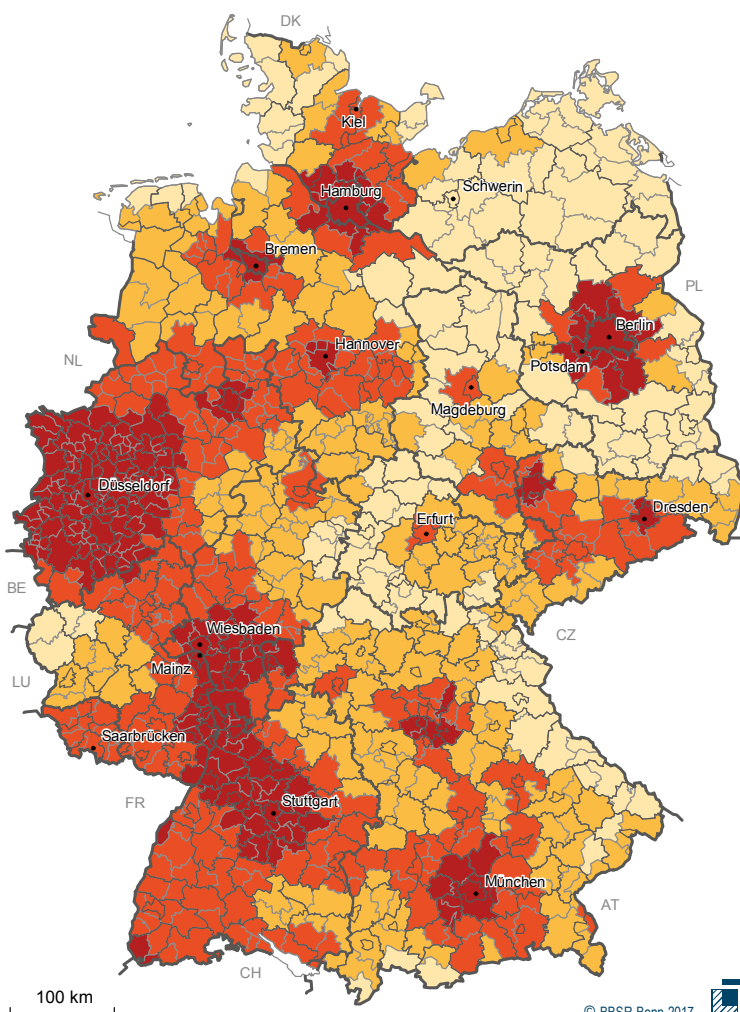 DK
Kiel
Hamburg
Schwerin
Bremen
PL
Berlin
NL
Hannover
Potsdam
Magdeburg
Düsseldorf
Dresden
Erfurt
BE
Wiesbaden
CZ
Mainz
LU
Saarbrücken
FR
Stuttgart
München
AT
CH
100 km
© BBSR Bonn 2017